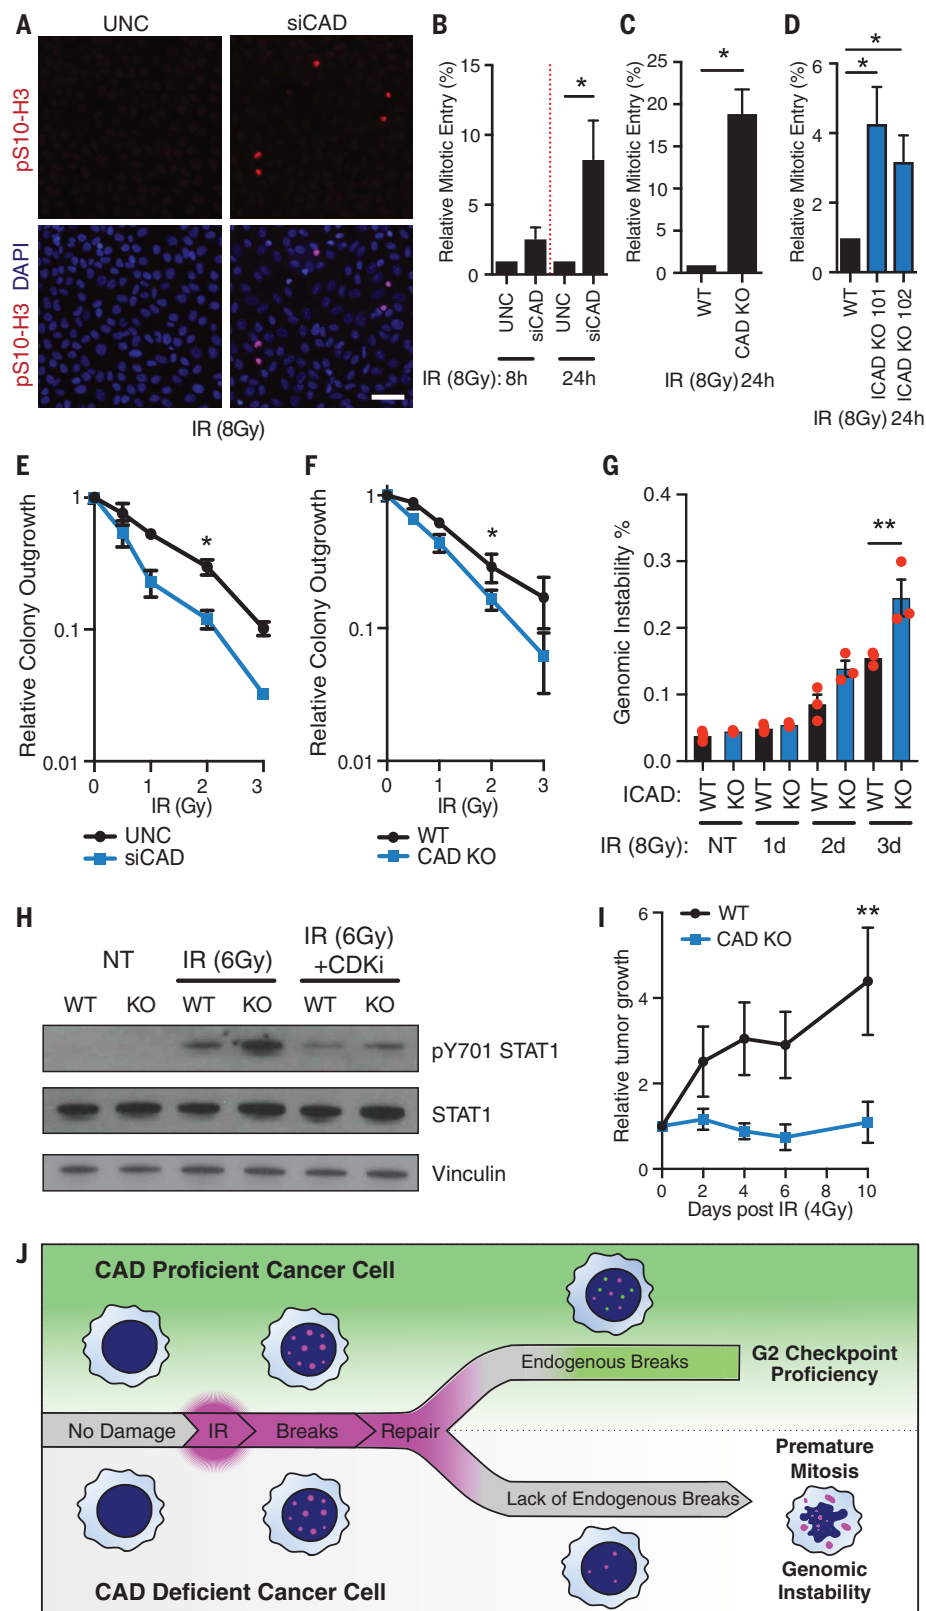 A
UNC
siCAD
pS10-H3
pS10-H3 DAPI
IR (8Gy)
B
Relative Mitotic Entry (%)
15
10
5
0
*
UNC
siCAD
UNC
siCAD
IR (8Gy): 8h
24h
C
Relative Mitotic Entry (%)
25
20
15
10
5
0
*
WT
CAD KO
IR (8Gy) 24h
D
Relative Mitotic Entry (%)
6
4
2
0
*
*
WT
ICAD KO 101
ICAD KO 102
IR (8Gy) 24h
E
Relative Colony Outgrowth
1
0.1
0.01
*
0
1
2
3
IR (Gy)
UNC
siCAD
F
Relative Colony Outgrowth
1
0.1
0.01
*
0
1
2
3
IR (Gy)
WT
CAD KO
G
Genomic Instability %
0.4
0.3
0.2
0.1
0.0
**
ICAD:
WT
KO
WT
KO
WT
KO
WT
KO
IR (8Gy):
NT
1d
2d
3d
H
NT
IR (6Gy)
IR (6Gy)
+CDKi
WT
KO
WT
KO
WT
KO
pY701 STAT1
STAT1
Vinculin
I
WT
CAD KO
**
Relative tumor growth
6
4
2
0
0
2
4
6
10
Days post IR (4Gy)
J
CAD Proficient Cancer Cell
Endogenous Breaks
G2 Checkpoint
Proficiency
No Damage
IR
Breaks
Repair
Premature
Mitosis
Lack of Endogenous Breaks
Genomic
Instability
CAD Deficient Cancer Cell